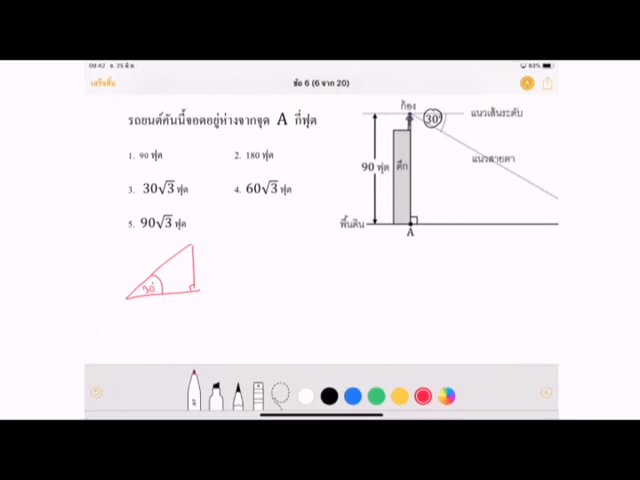 09:42 อ. 25 มี.ค.
83%
เสร็จสิ้น
ข้อ 6 (6 จาก 20)
รถยนต์คันนี้จอดอยู่ห่างจากจุด A กี่ฟุต
1. 90 ฟุต
2. 180 ฟุต
3. 30√3 ฟุต
4. 60√3 ฟุต
5. 90√3 ฟุต
ก้อง
30°
แนวเส้นระดับ
แนวสายตา
90 ฟุต
ตึก
พื้นดิน
A
30°